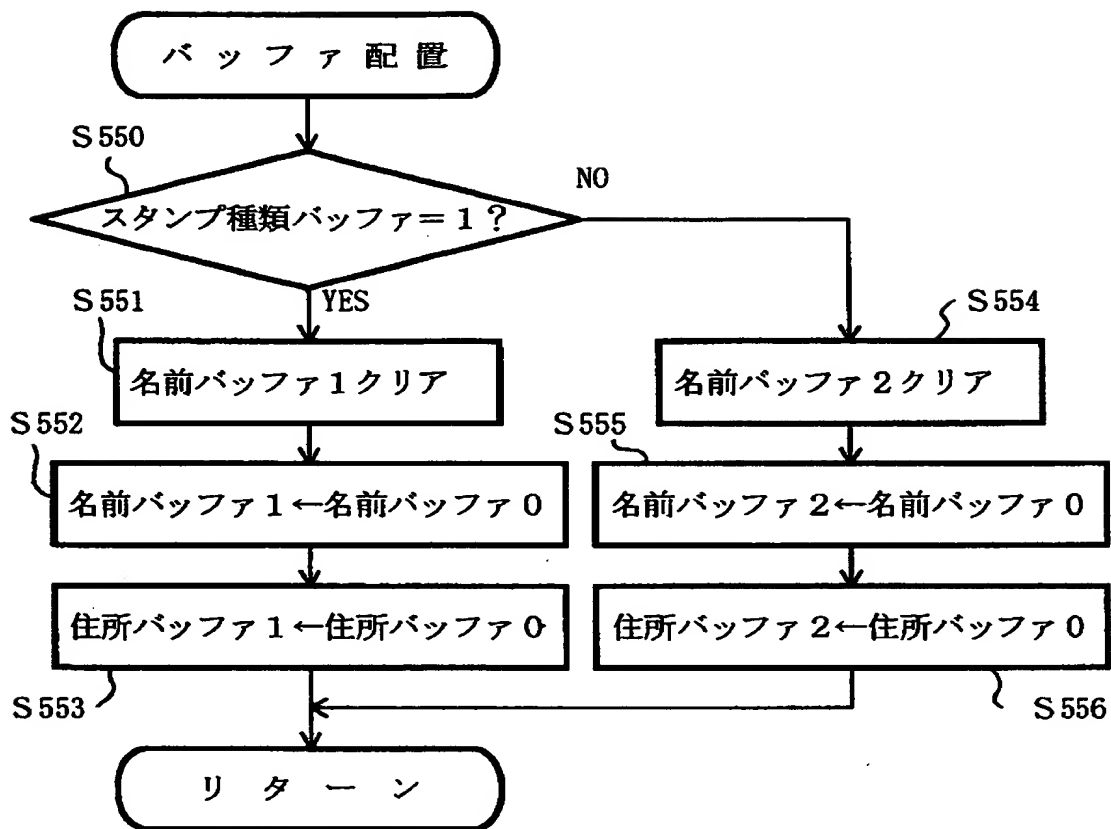 バッファ配置
S550
スタンプ種類バッファ=1?
NO
YES
S551
名前バッファ1クリア
S552
名前バッファ1←名前バッファ0
住所バッファ1←住所バッファ0
S553
S554
名前バッファ2クリア
S555
名前バッファ2←名前バッファ0
住所バッファ2←住所バッファ0
S556
リターン